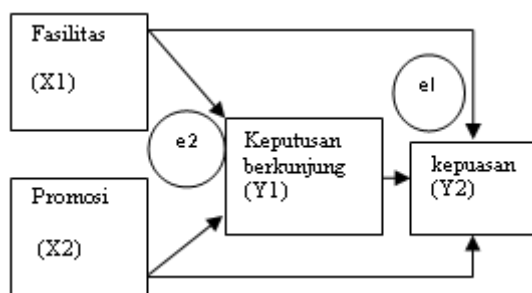 Fasilitas
(X1)
e1
e2
Keputusan
berkunjung
(Y1)
kepuasan
(Y2)
Promosi
(X2)